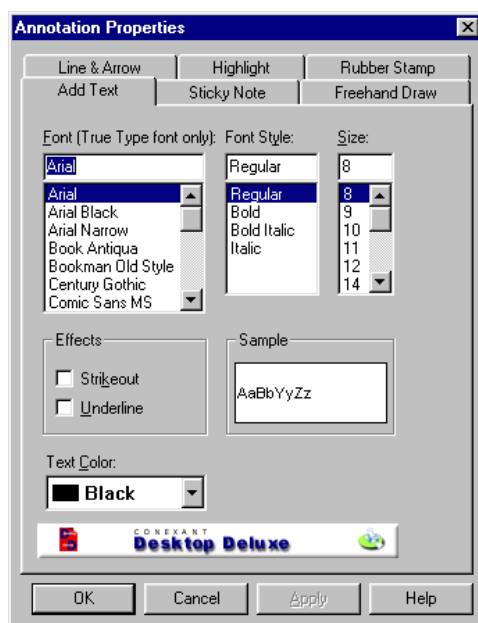 Annotation Properties
Line & Arrow Highlight Rubber Stamp
Add Text Sticky Note Freehand Draw
Font (True Type font only): Font Style: Size:
Arial Regular 8
Arial Regular 8
Arial Black Bold 9
Arial Narrow Bold Italic 10
Book Antiqua Italic 11
Bookman Old Style 12
Century Gothic 14
Comic Sans MS
Effects Sample
Strikeout
AaBbYyZz
Underline
Text Color:
Black
CONEXANT
Desktop Deluxe
OK Cancel Apply Help